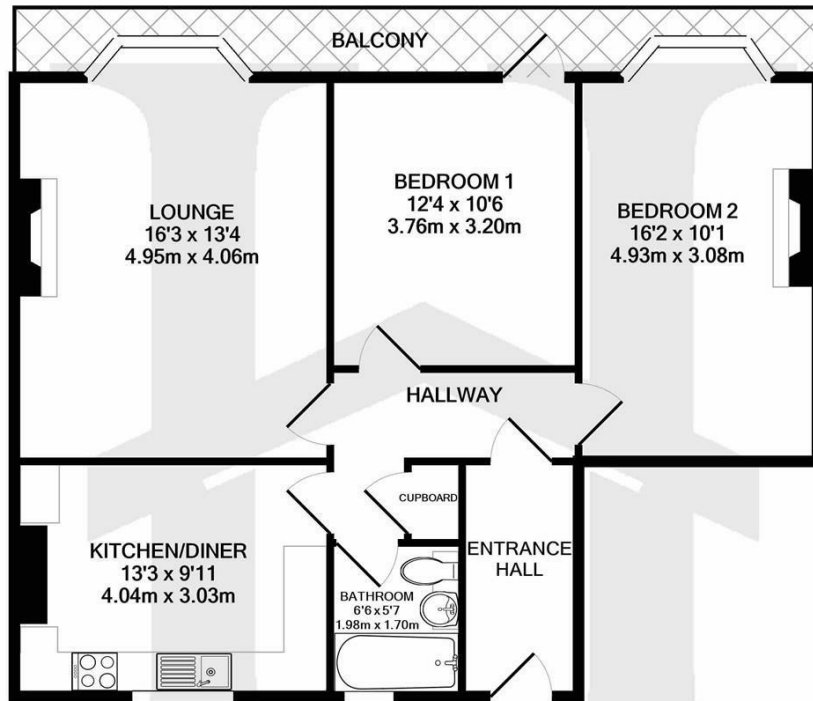 BALCONY
LOUNGE
16'3 x 13'4
4.95m x 4.06m
BEDROOM 1
12'4 x 10'6
3.76m x 3.20m
BEDROOM 2
16'2 x 10'1
4.93m x 3.08m
HALLWAY
KITCHEN/DINER
13'3 x 9'11
4.04m x 3.03m
CUPBOARD
BATHROOM
6'6 x 5'7
1.98m x 1.70m
ENTRANCE
HALL